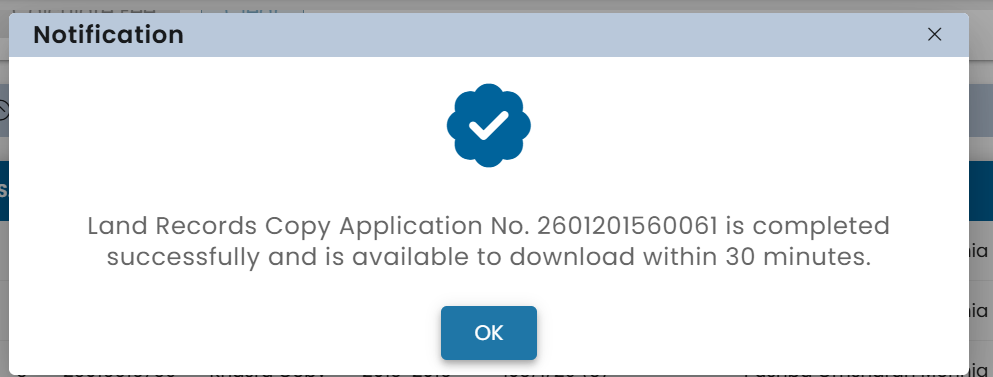 Notification
Land Records Copy Application No. 2601201560061 is completed
successfully and is available to download within 30 minutes.
OK